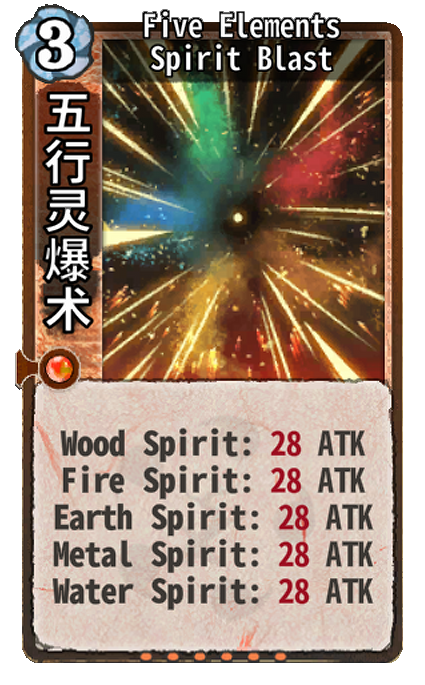 3
Five Elements
Spirit Blast
五行灵爆术
Wood Spirit: 28 ATK
Fire Spirit: 28 ATK
Earth Spirit: 28 ATK
Metal Spirit: 28 ATK
Water Spirit: 28 ATK